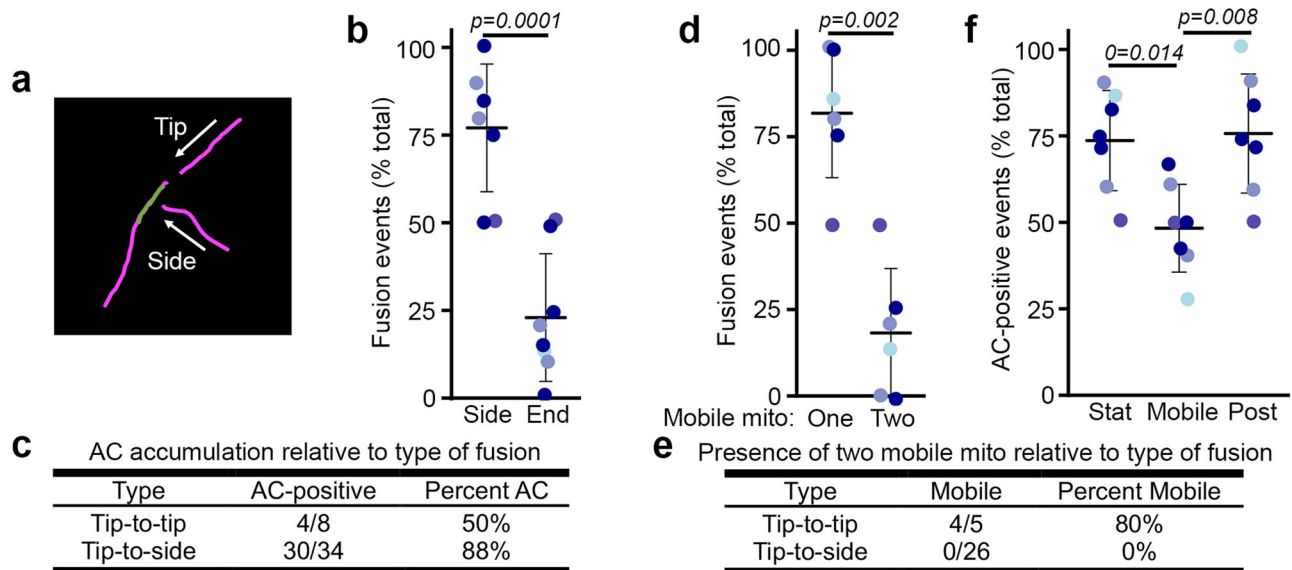 a
Tip
Side
b
p=0.0001
Fusion events (% total)
100
75
50
25
0
Side End
d
p=0.002
Fusion events (% total)
100
75
50
25
0
Mobile mito: One Two
f
p=0.008
0=0.014
AC-positive events (% total)
100
75
50
25
0
Stat Mobile Post
c
AC accumulation relative to type of fusion
Type AC-positive Percent AC
Tip-to-tip 4/8 50%
Tip-to-side 30/34 88%
e
Presence of two mobile mito relative to type of fusion
Type Mobile Percent Mobile
Tip-to-tip 4/5 80%
Tip-to-side 0/26 0%